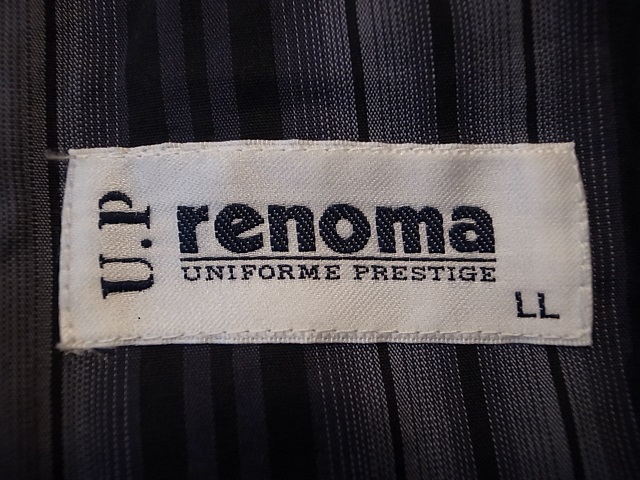 U.P
renoma
UNIFORME PRESTIGE
LL